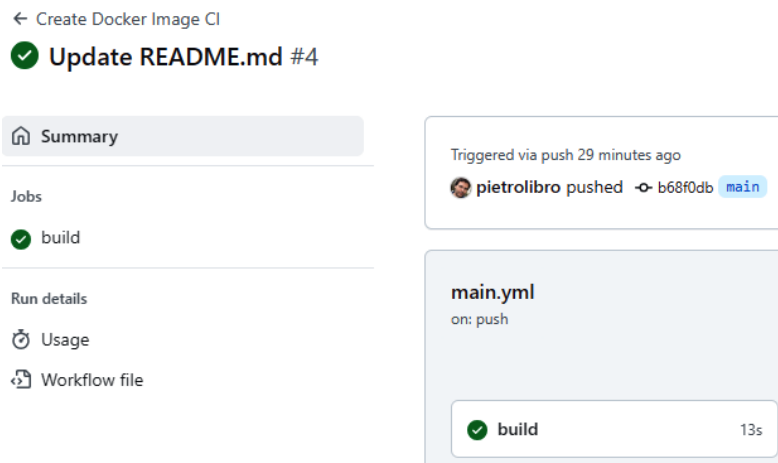 Create Docker Image CI
Update README.md #4
Summary
Jobs
build
Run details
Usage
Workflow file
Triggered via push 29 minutes ago
pietrolibro pushed b68f0db main
main.yml
on: push
build 13s